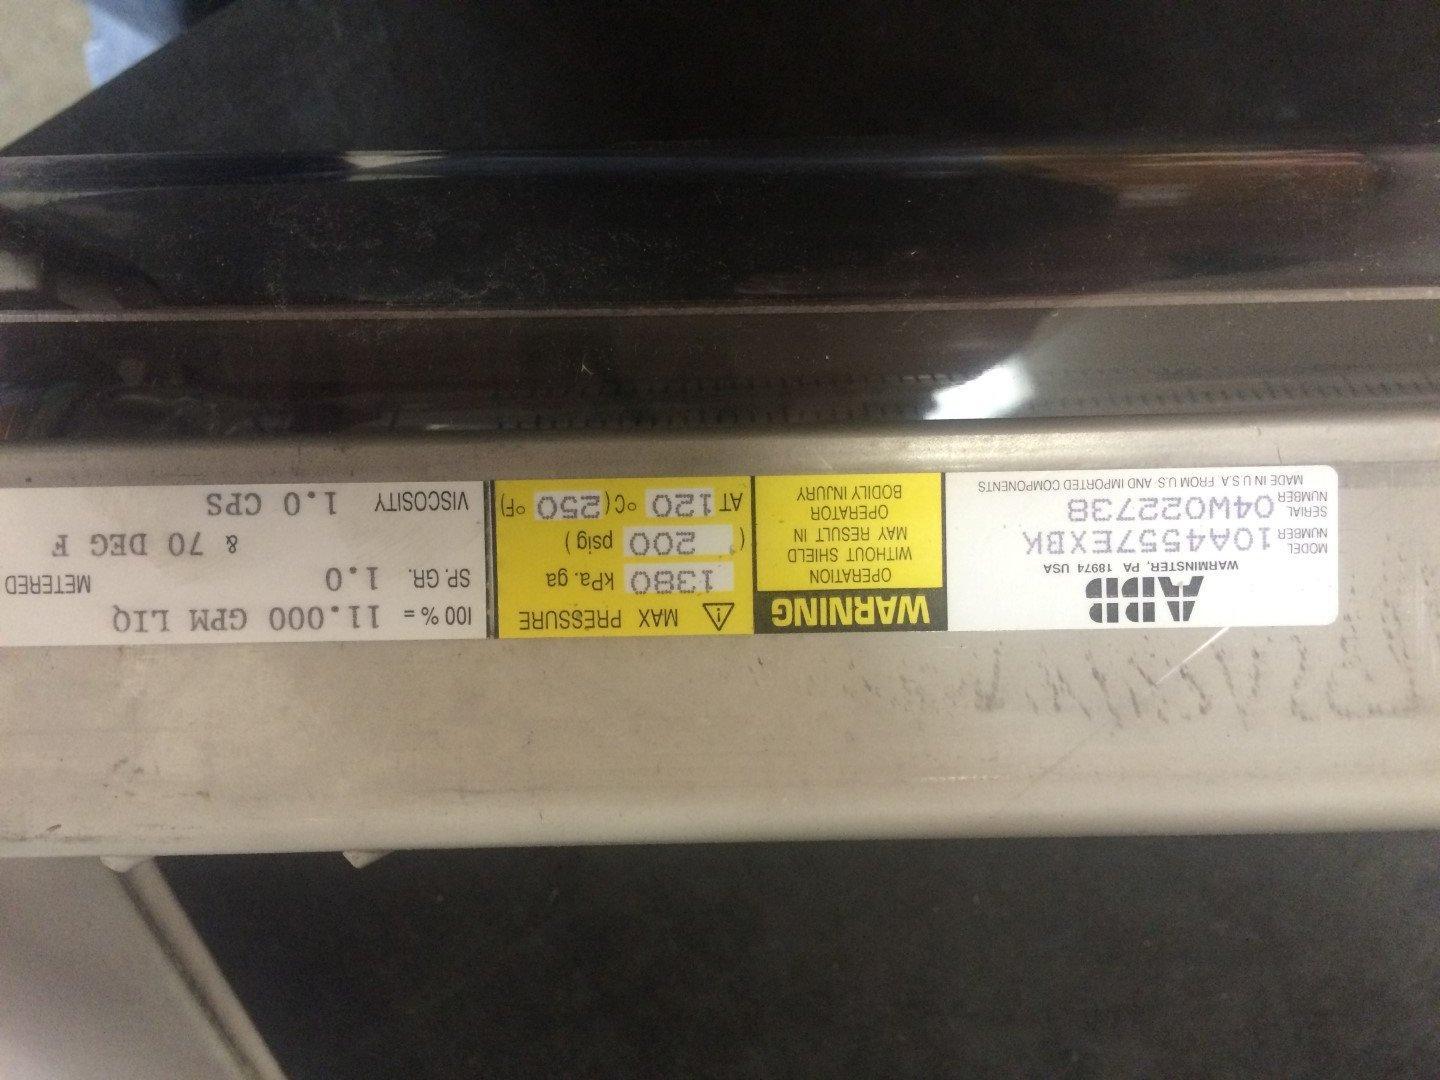 ABB
WARMINSTER, PA 18974 USA
MODEL NUMBER 10A4557EXBK
SERIAL NUMBER 04W022738
MADE IN U.S.A. FROM U.S. AND IMPORTED COMPONENTS
WARNING
OPERATION
WITHOUT SHIELD
MAY RESULT IN
OPERATOR
BODILY INJURY
MAX PRESSURE
1380 kPa. ga
( 200 psig )
AT 120 °C ( 250 °F)
100 % = 11.000 GPM LIQ
SP. GR. 1.0 METERED
& 70 DEG F
VISCOSITY 1.0 CPS